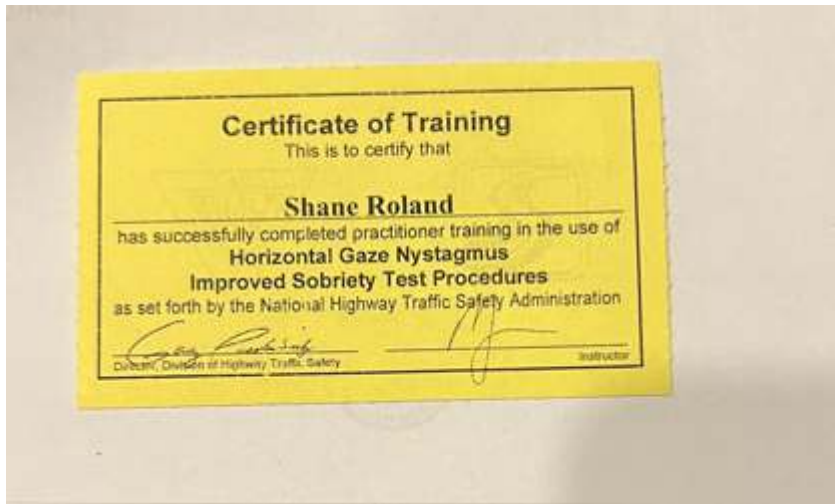 Certificate of Training
This is to certify that
Shane Roland
has successfully completed practitioner training in the use of
Horizontal Gaze Nystagmus
Improved Sobriety Test Procedures
as set forth by the National Highway Traffic Safety Administration
Director, Division of Highway Traffic Safety
Instructor